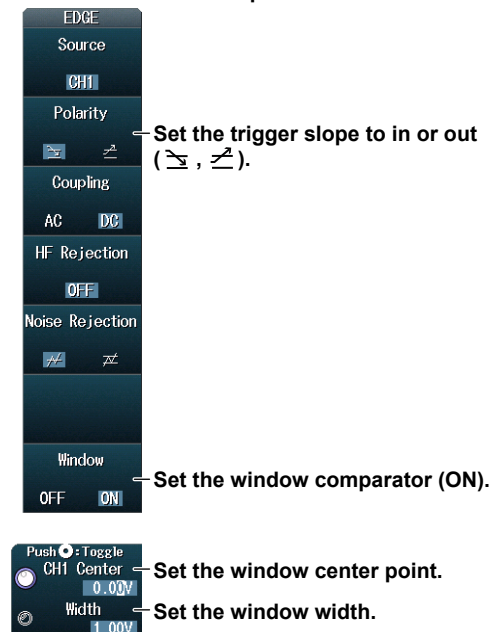 EDGE
Source
CH1
Polarity
Set the trigger slope to in or out
( , ).
Coupling
AC DC
HF Rejection
OFF
Noise Rejection
Window
OFF ON
Set the window comparator (ON).
Push :Toggle
CH1 Center
0.00V
Set the window center point.
Width
1.00V
Set the window width.